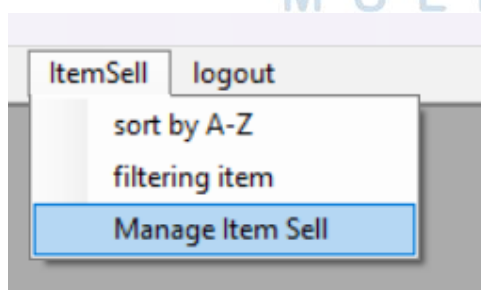 ItemSell logout
sort by A-Z
filtering item
Manage Item Sell